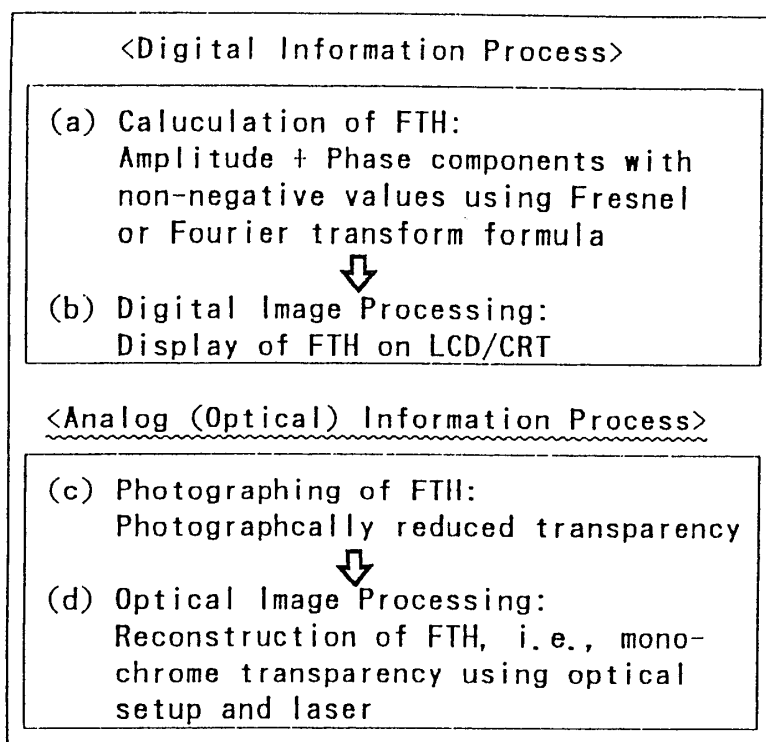 <Digital Information Process>
(a) Caluculation of FTH:
Amplitude + Phase components with
non-negative values using Fresnel
or Fourier transform formula
(b) Digital Image Processing:
Display of FTH on LCD/CRT
<Analog (Optical) Information Process>
(c) Photographing of FTH:
Photographcally reduced transparency
(d) Optical Image Processing:
Reconstruction of FTH, i.e., mono-
chrome transparency using optical
setup and laser